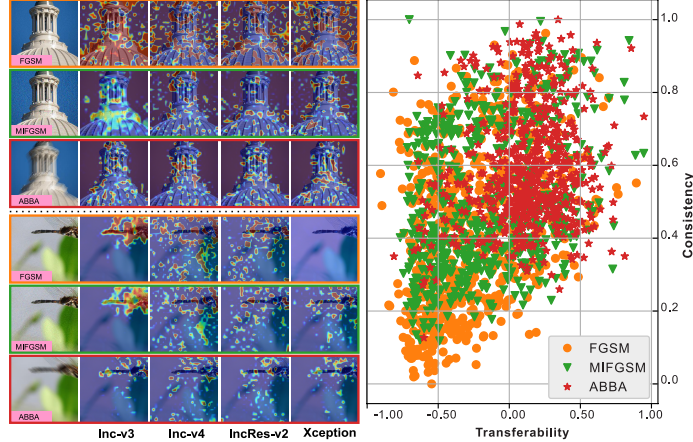 FGSM
MIFGSM
ABBA
FGSM
MIFGSM
ABBA
Inc-v3 Inc-v4 IncRes-v2 Xception
1.0
0.8
0.6
0.4
0.2
0.0
Consistency
-1.00 -0.50 0.00 0.50 1.00
Transferability
FGSM
MIFGSM
ABBA